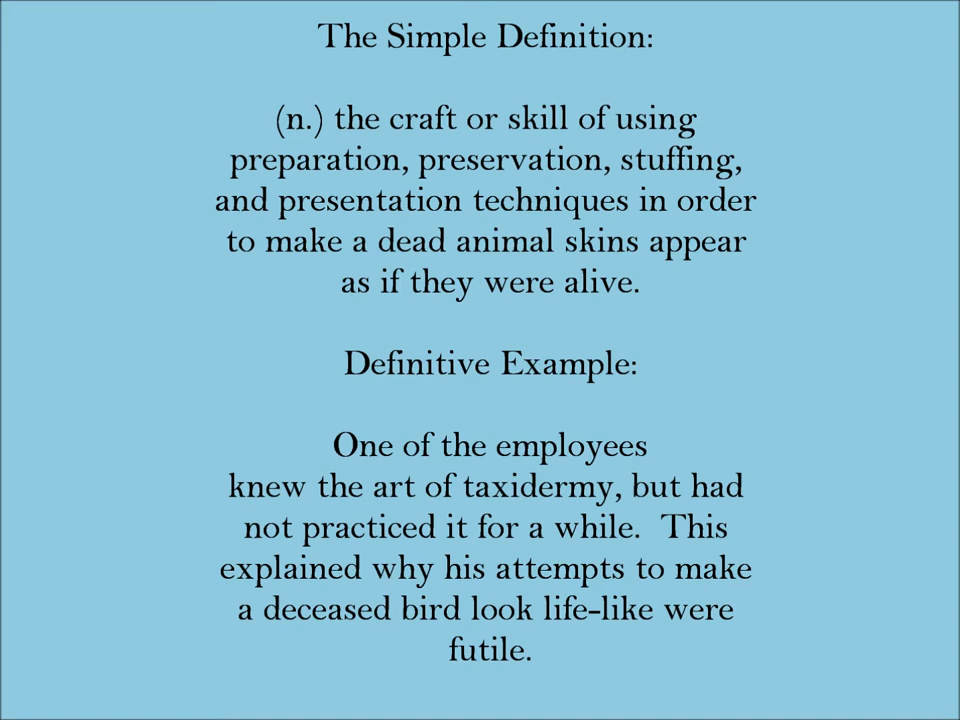 The Simple Definition:
(n.) the craft or skill of using
preparation, preservation, stuffing,
and presentation techniques in order
to make a dead animal skins appear
as if they were alive.
Definitive Example:
One of the employees
knew the art of taxidermy, but had
not practiced it for a while.  This
explained why his attempts to make
a deceased bird look life-like were
futile.